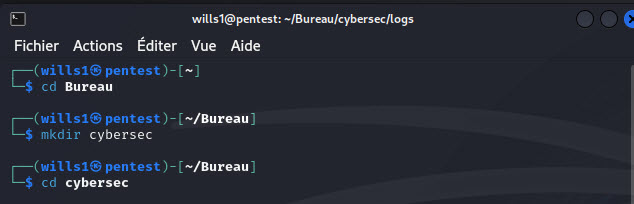 wills1@pentest: ~/Bureau/cybersec/logs
Fichier Actions Éditer Vue Aide
┌──(wills1㉿pentest)-[~]
└─$ cd Bureau
┌──(wills1㉿pentest)-[~/Bureau]
└─$ mkdir cybersec
┌──(wills1㉿pentest)-[~/Bureau]
└─$ cd cybersec